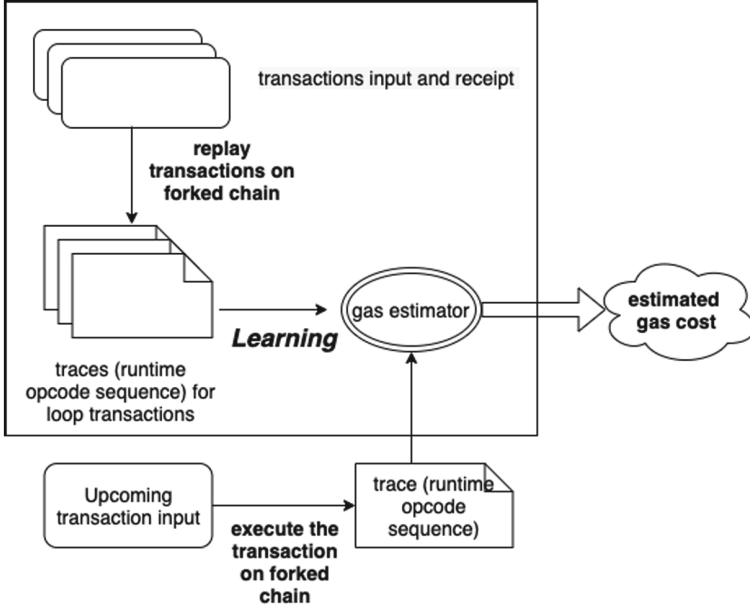 transactions input and receipt
replay
transactions on
forked chain
gas estimator
estimated
gas cost
Learning
traces (runtime
opcode sequence) for
loop transactions
Upcoming
transaction input
execute the
transaction
on forked
chain
trace (runtime
opcode
sequence)